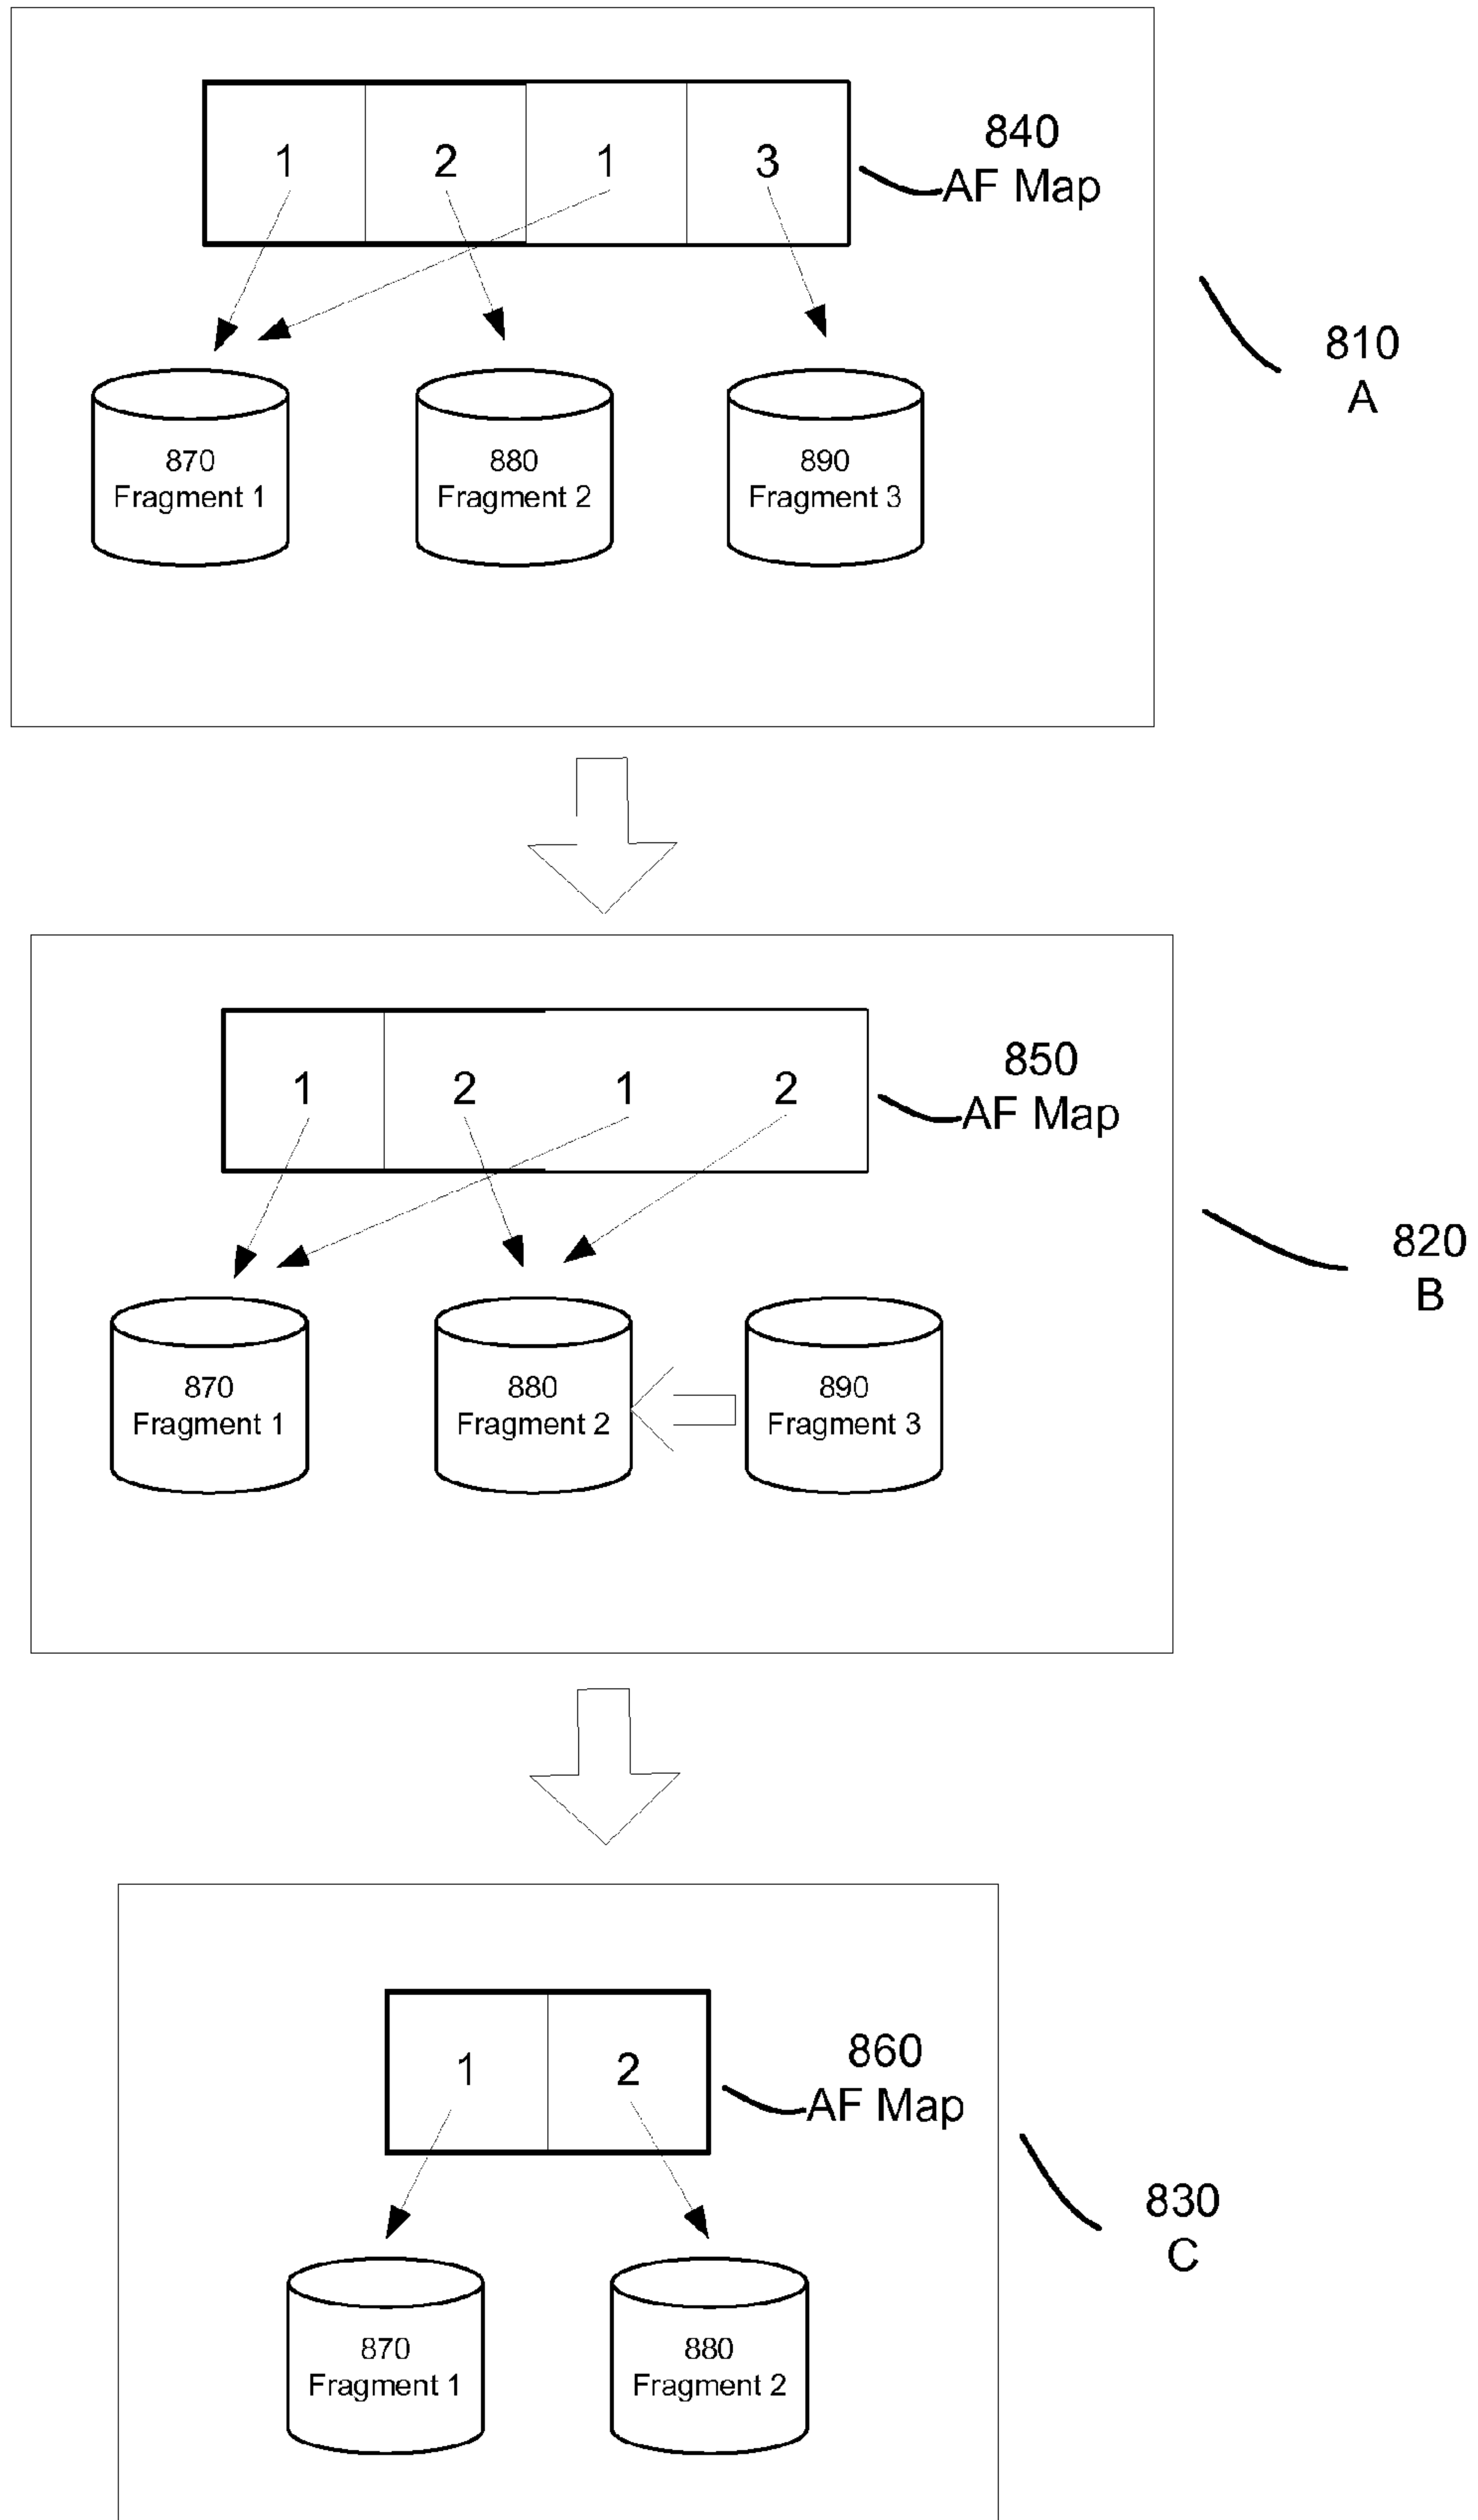 1 2 1 3
840
AF Map
810
A
870
Fragment 1
880
Fragment 2
890
Fragment 3
1 2 1 2
850
AF Map
820
B
870
Fragment 1
880
Fragment 2
890
Fragment 3
1 2
860
AF Map
830
C
870
Fragment 1
880
Fragment 2